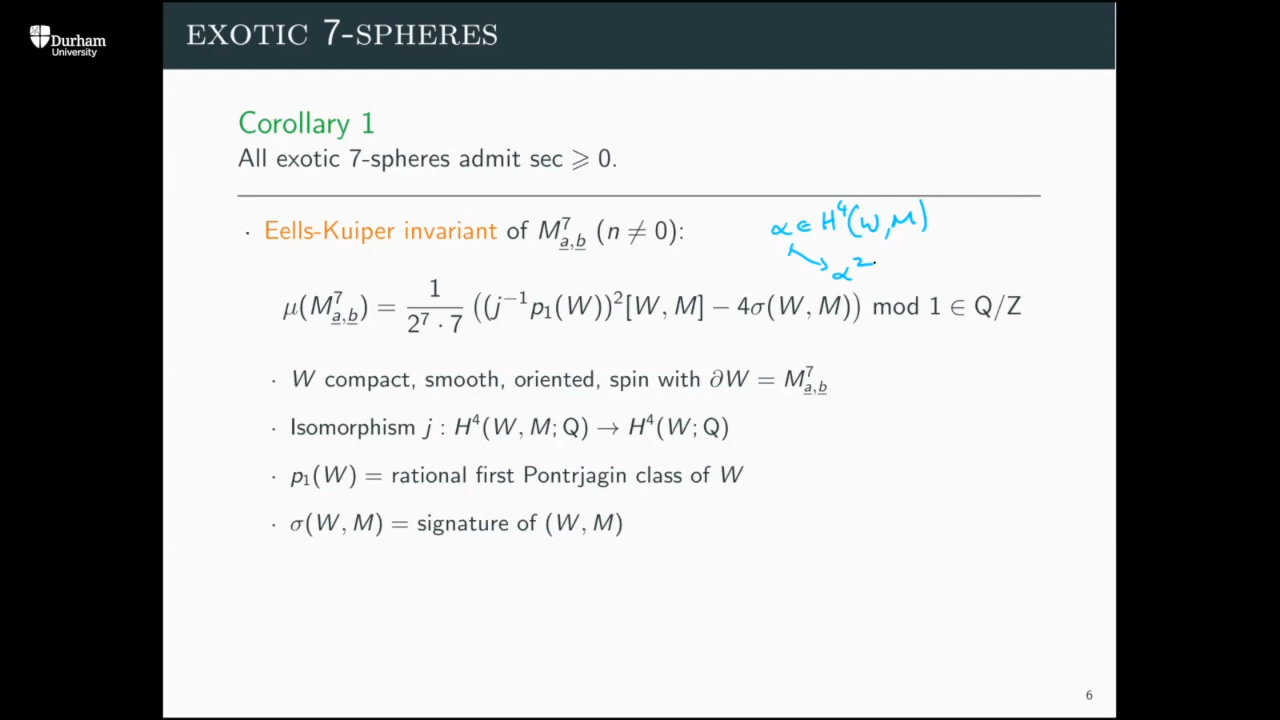 Durham
University
EXOTIC 7-SPHERES
Corollary 1
All exotic 7-spheres admit sec ⩾ 0.
· Eells-Kuiper invariant of M⁷_{a̲,b̲} (n ≠ 0):
α ∈ H⁴(W, M)
α²
μ(M⁷_{a̲,b̲}) = 1/(2⁷ · 7) ((j⁻¹p₁(W))²[W, M] − 4σ(W, M)) mod 1 ∈ Q/Z
· W compact, smooth, oriented, spin with ∂W = M⁷_{a̲,b̲}
· Isomorphism j : H⁴(W, M; Q) → H⁴(W; Q)
· p₁(W) = rational first Pontrjagin class of W
· σ(W, M) = signature of (W, M)
6